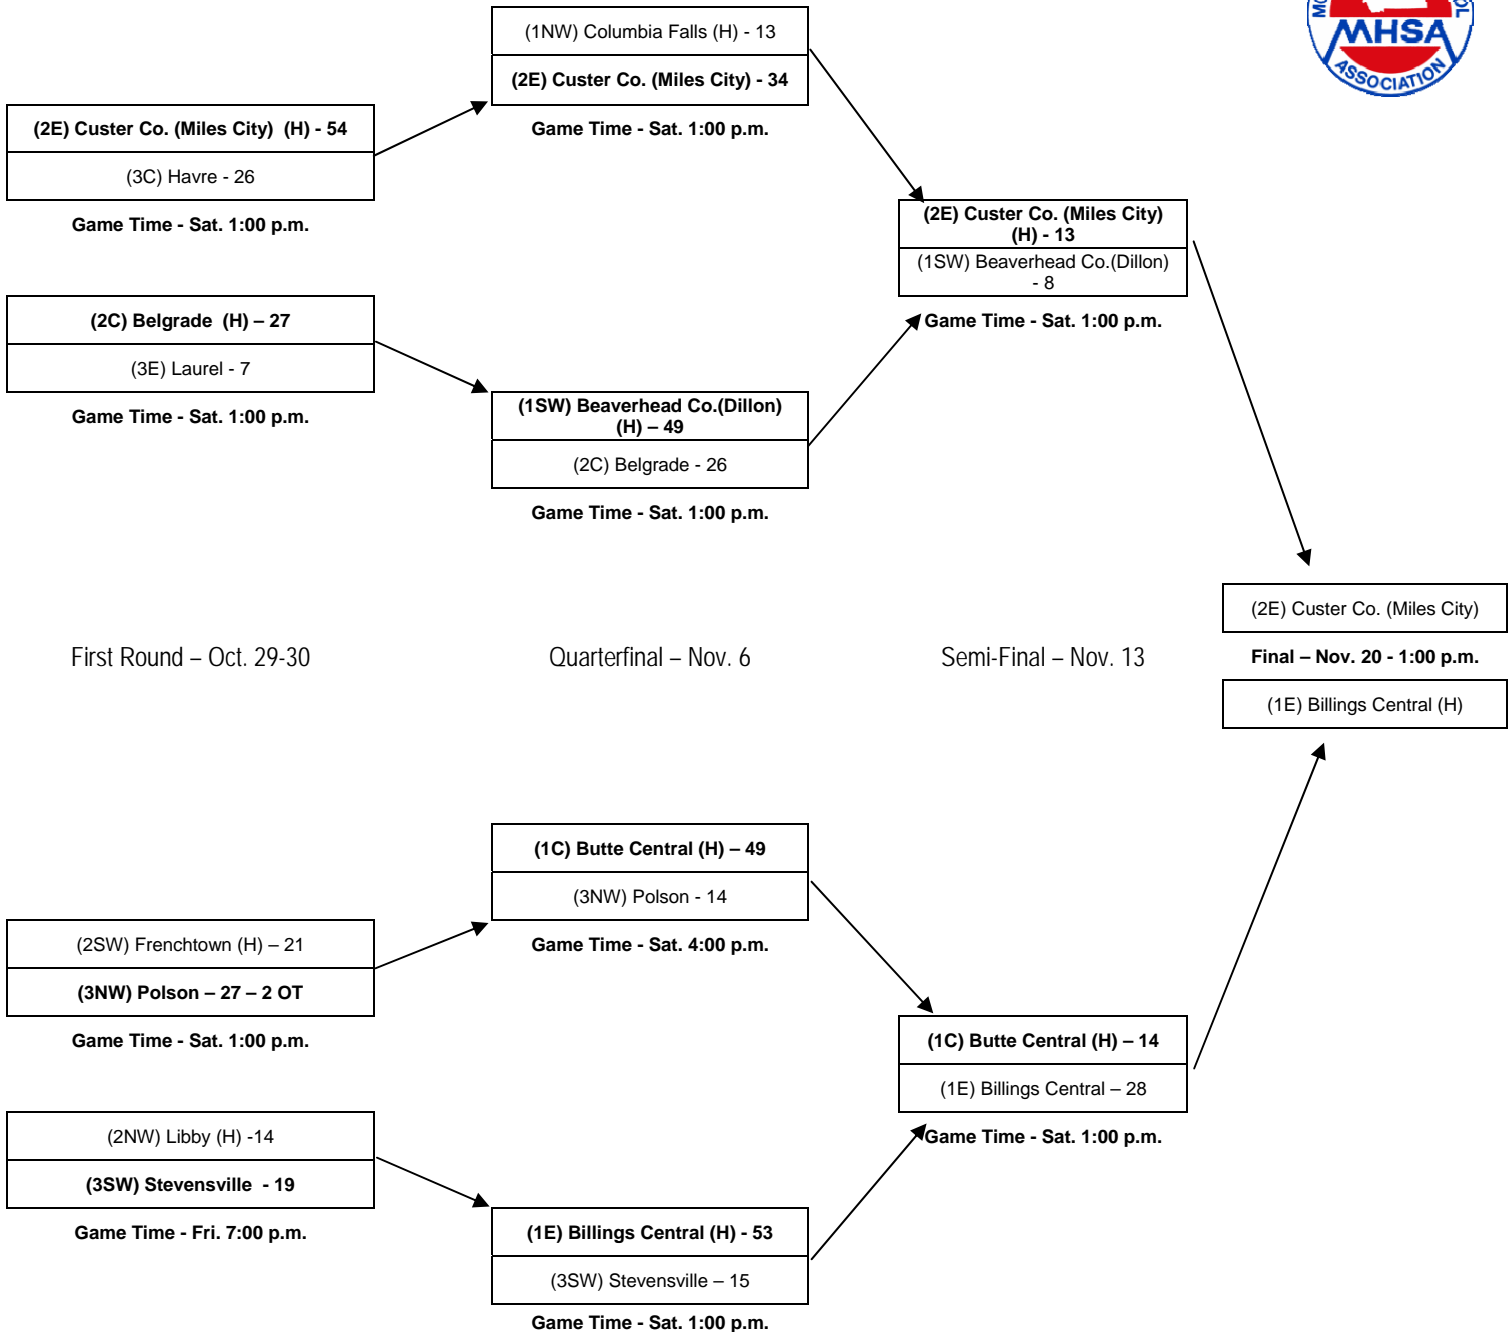 (1NW) Columbia Falls (H) - 13
(2E) Custer Co. (Miles City) - 34
Game Time - Sat. 1:00 p.m.
MHSA
ASSOCIATION
(2E) Custer Co. (Miles City)  (H) - 54
(3C) Havre - 26
Game Time - Sat. 1:00 p.m.
(2E) Custer Co. (Miles City)
(H) - 13
(1SW) Beaverhead Co.(Dillon)
- 8
Game Time - Sat. 1:00 p.m.
(2C) Belgrade  (H) – 27
(3E) Laurel - 7
Game Time - Sat. 1:00 p.m.
(1SW) Beaverhead Co.(Dillon)
(H) – 49
(2C) Belgrade - 26
Game Time - Sat. 1:00 p.m.
(2E) Custer Co. (Miles City)
First Round – Oct. 29-30
Quarterfinal – Nov. 6
Semi-Final – Nov. 13
Final – Nov. 20 - 1:00 p.m.
(1E) Billings Central (H)
(1C) Butte Central (H) – 49
(3NW) Polson - 14
Game Time - Sat. 4:00 p.m.
(2SW) Frenchtown (H) – 21
(3NW) Polson – 27 – 2 OT
Game Time - Sat. 1:00 p.m.
(1C) Butte Central (H) – 14
(1E) Billings Central – 28
Game Time - Sat. 1:00 p.m.
(2NW) Libby (H) -14
(3SW) Stevensville  - 19
Game Time - Fri. 7:00 p.m.
(1E) Billings Central (H) - 53
(3SW) Stevensville – 15
Game Time - Sat. 1:00 p.m.